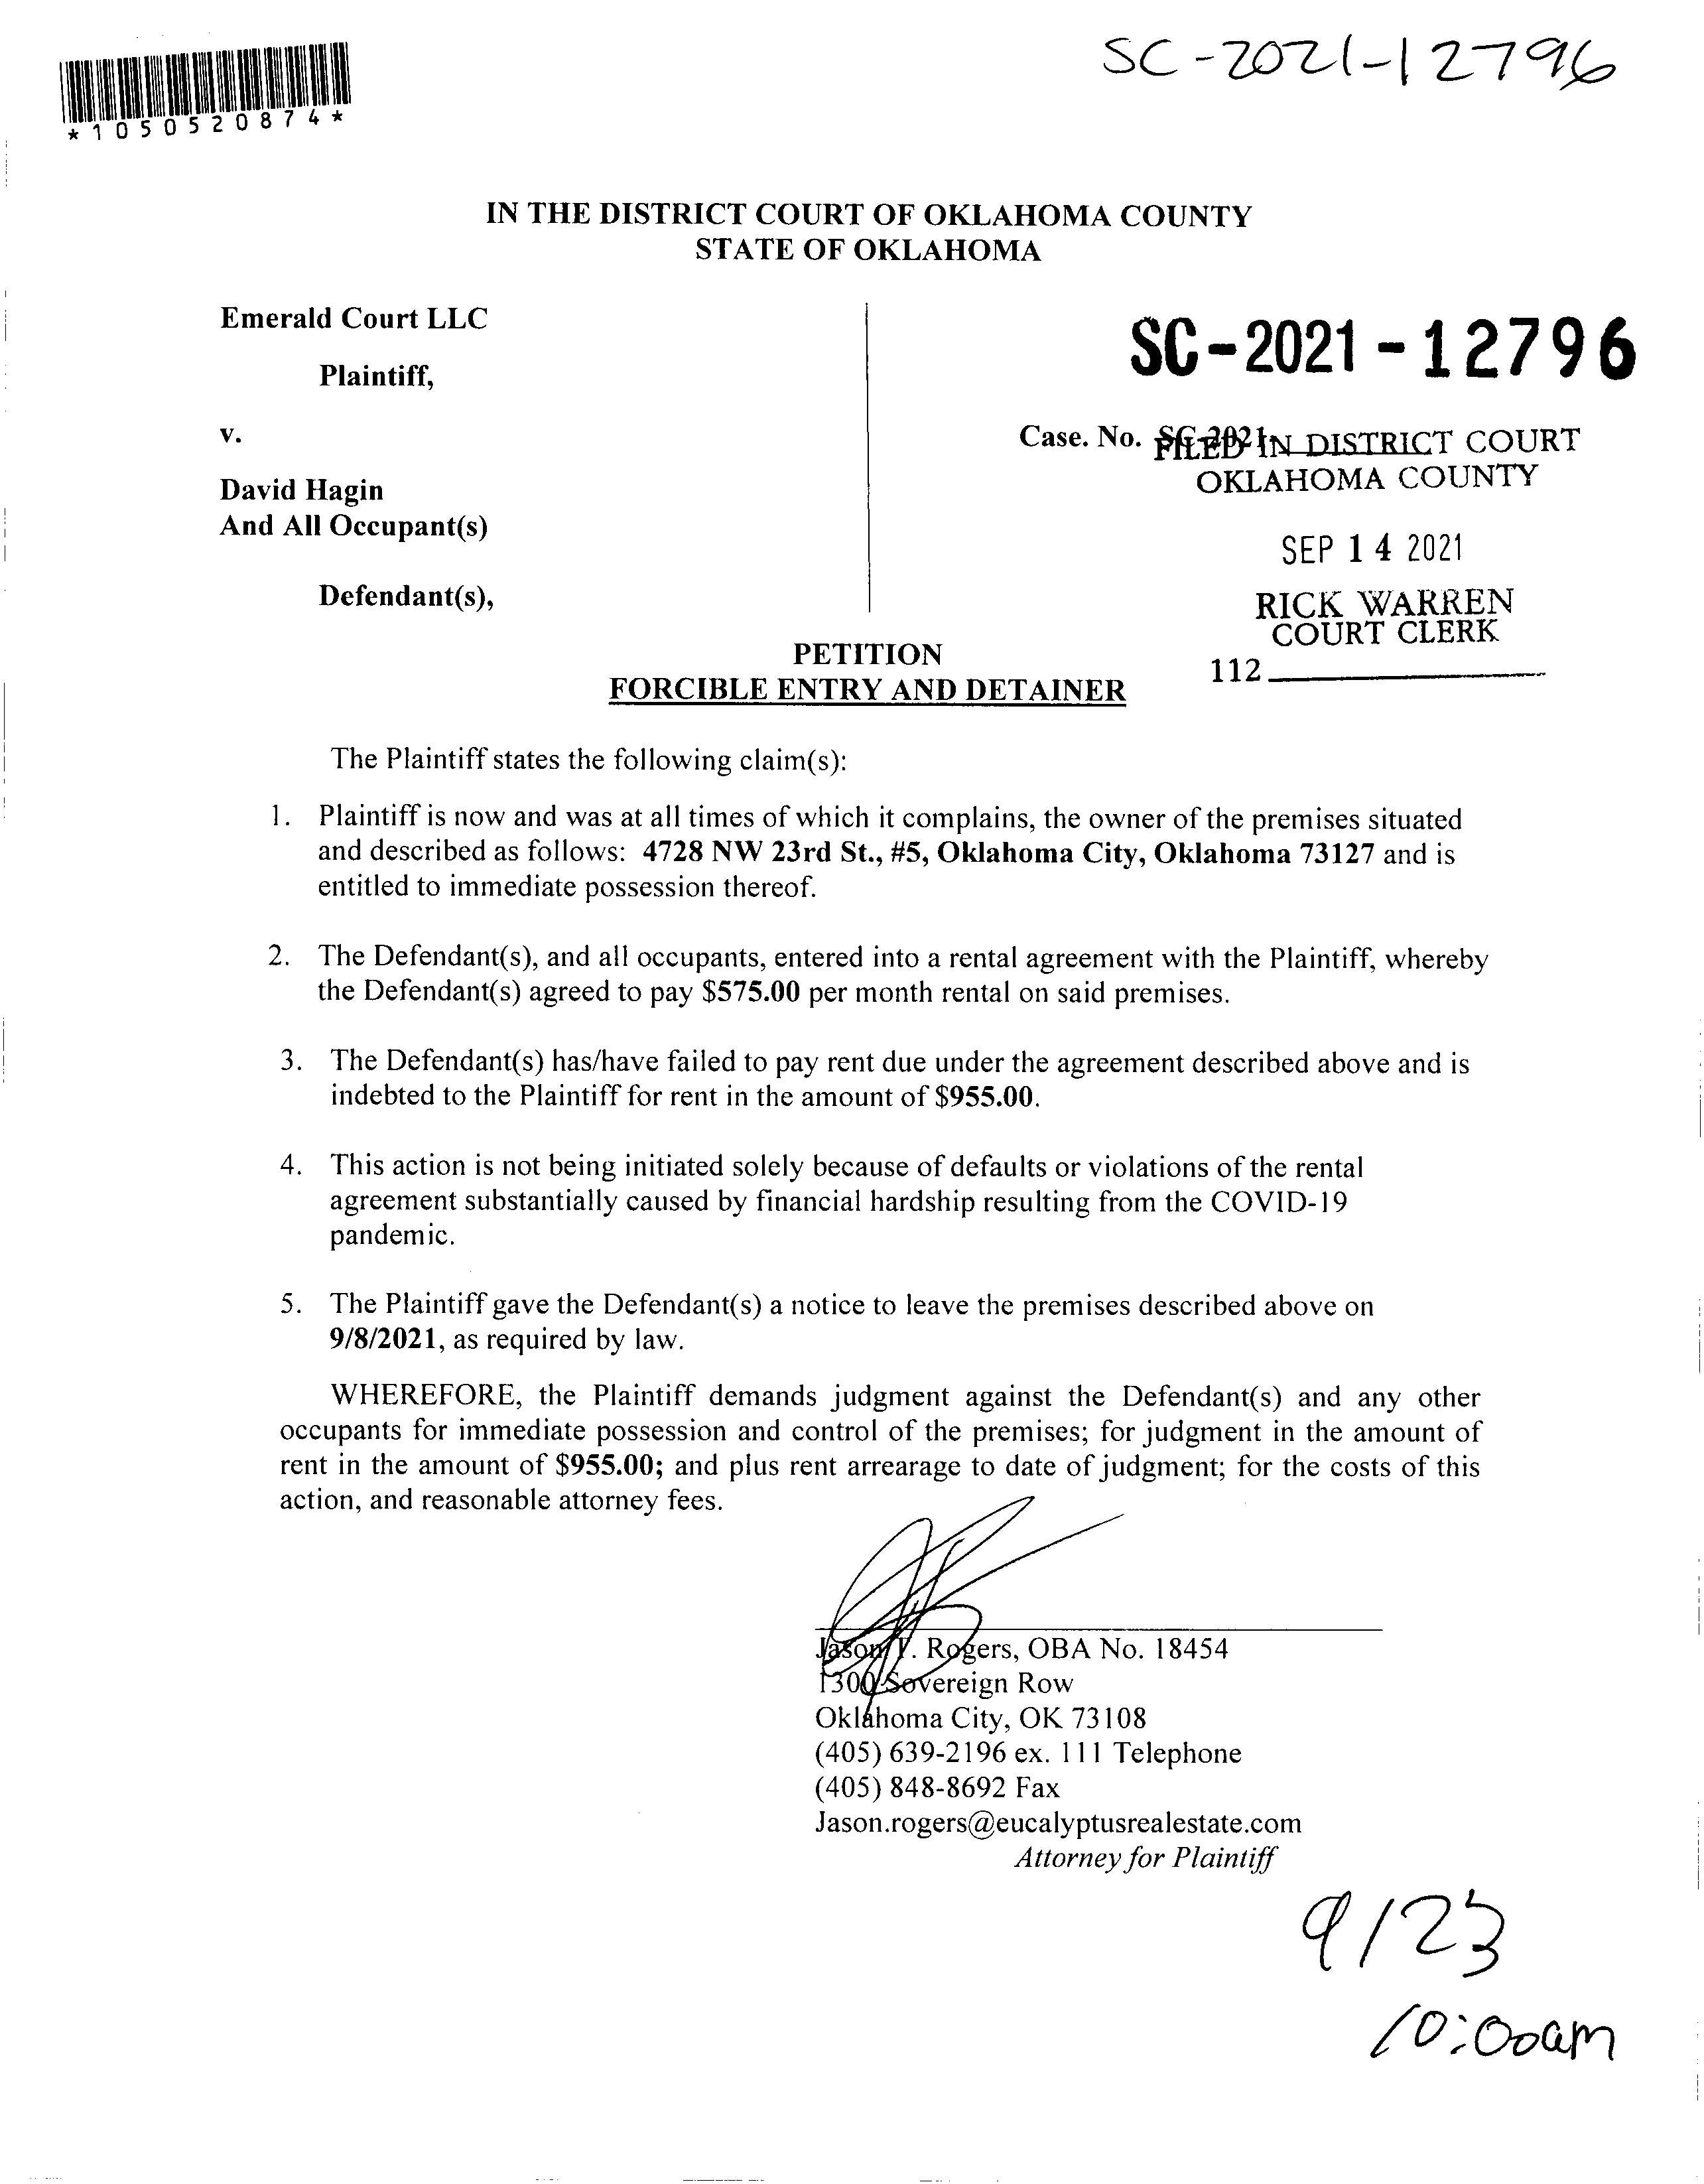 SC-2021-12796
*1050520874*
IN THE DISTRICT COURT OF OKLAHOMA COUNTY
STATE OF OKLAHOMA
Emerald Court LLC
Plaintiff,
v.
David Hagin
And All Occupant(s)
Defendant(s),
SC-2021-12796
Case. No. SC-2021-
FILED IN DISTRICT COURT
OKLAHOMA COUNTY
SEP 14 2021
RICK WARREN
COURT CLERK
112
PETITION
FORCIBLE ENTRY AND DETAINER
The Plaintiff states the following claim(s):
1. Plaintiff is now and was at all times of which it complains, the owner of the premises situated
and described as follows: 4728 NW 23rd St., #5, Oklahoma City, Oklahoma 73127 and is
entitled to immediate possession thereof.
2. The Defendant(s), and all occupants, entered into a rental agreement with the Plaintiff, whereby
the Defendant(s) agreed to pay $575.00 per month rental on said premises.
3. The Defendant(s) has/have failed to pay rent due under the agreement described above and is
indebted to the Plaintiff for rent in the amount of $955.00.
4. This action is not being initiated solely because of defaults or violations of the rental
agreement substantially caused by financial hardship resulting from the COVID-19
pandemic.
5. The Plaintiff gave the Defendant(s) a notice to leave the premises described above on
9/8/2021, as required by law.
WHEREFORE, the Plaintiff demands judgment against the Defendant(s) and any other
occupants for immediate possession and control of the premises; for judgment in the amount of
rent in the amount of $955.00; and plus rent arrearage to date of judgment; for the costs of this
action, and reasonable attorney fees.
Jason Rogers, OBA No. 18454
1300 Sovereign Row
Oklahoma City, OK 73108
(405) 639-2196 ex. 111 Telephone
(405) 848-8692 Fax
Jason.rogers@eucalyptusrealestate.com
Attorney for Plaintiff
9/23
10:00am